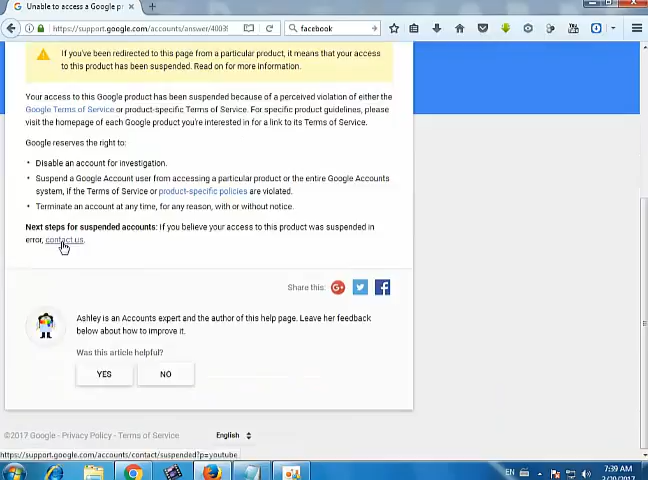 Unable to access a Google pr
https://support.google.com/accounts/answer/4003
facebook
If you've been redirected to this page from a particular product, it means that your access
to this product has been suspended. Read on for more information.
Your access to this Google product has been suspended because of a perceived violation of either the
Google Terms of Service or product-specific Terms of Service. For specific product guidelines, please
visit the homepage of each Google product you're interested in for a link to its Terms of Service.
Google reserves the right to:
Disable an account for investigation.
Suspend a Google Account user from accessing a particular product or the entire Google Accounts
system, if the Terms of Service or product-specific policies are violated.
Terminate an account at any time, for any reason, with or without notice.
Next steps for suspended accounts: If you believe your access to this product was suspended in
error, contact us.
Share this:
Ashley is an Accounts expert and the author of this help page. Leave her feedback
below about how to improve it.
Was this article helpful?
YES NO
©2017 Google - Privacy Policy - Terms of Service English
https://support.google.com/accounts/contact/suspended?p=youtube
EN 7:39 AM